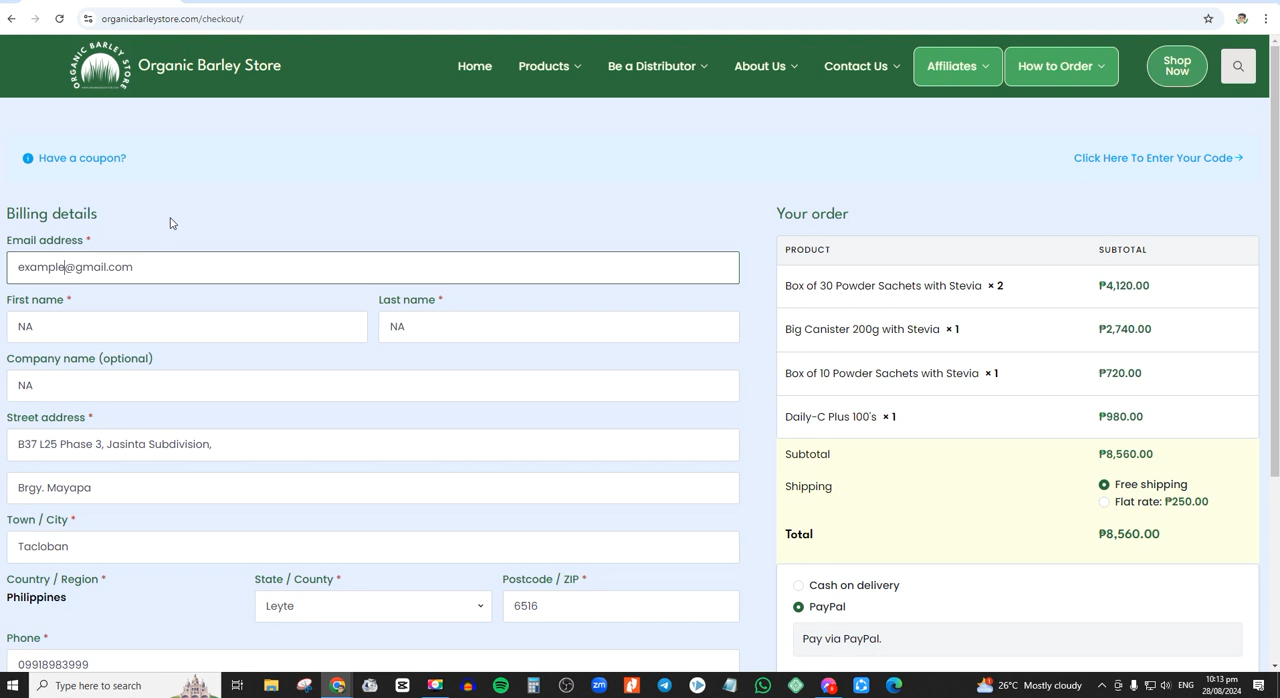 organicbarleystore.com/checkout/
ORGANIC BARLEY STORE
Organic Barley Store
Home
Products
Be a Distributor
About Us
Contact Us
Affiliates
How to Order
Shop
Now
Have a coupon?
Click Here To Enter Your Code
Billing details
Email address *
example@gmail.com
First name *
Last name *
NA
NA
Company name (optional)
NA
Street address *
B37 L25 Phase 3, Jasinta Subdivision,
Brgy. Mayapa
Town / City *
Tacloban
Country / Region *
State / County *
Postcode / ZIP *
Philippines
Leyte
6516
Phone *
09918983999
Your order
PRODUCT SUBTOTAL
Box of 30 Powder Sachets with Stevia × 2 ₱4,120.00
Big Canister 200g with Stevia × 1 ₱2,740.00
Box of 10 Powder Sachets with Stevia × 1 ₱720.00
Daily-C Plus 100's × 1 ₱980.00
Subtotal ₱8,560.00
Shipping
Free shipping
Flat rate: ₱250.00
Total ₱8,560.00
Cash on delivery
PayPal
Pay via PayPal.
Type here to search
26°C Mostly cloudy
ENG
10:13 pm
28/08/2024